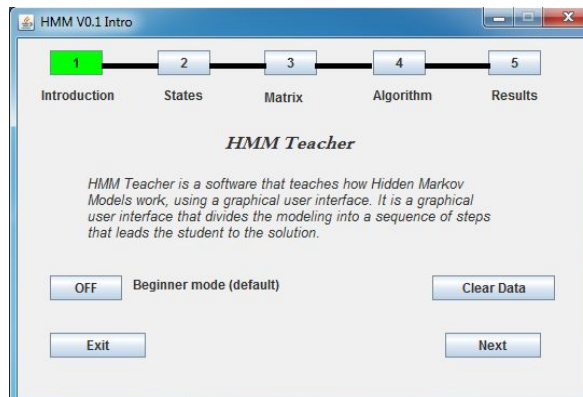 HMM V0.1 Intro
1 2 3 4 5
Introduction States Matrix Algorithm Results
HMM Teacher
HMM Teacher is a software that teaches how Hidden Markov
Models work, using a graphical user interface. It is a graphical
user interface that divides the modeling into a sequence of steps
that leads the student to the solution.
OFF Beginner mode (default) Clear Data
Exit Next